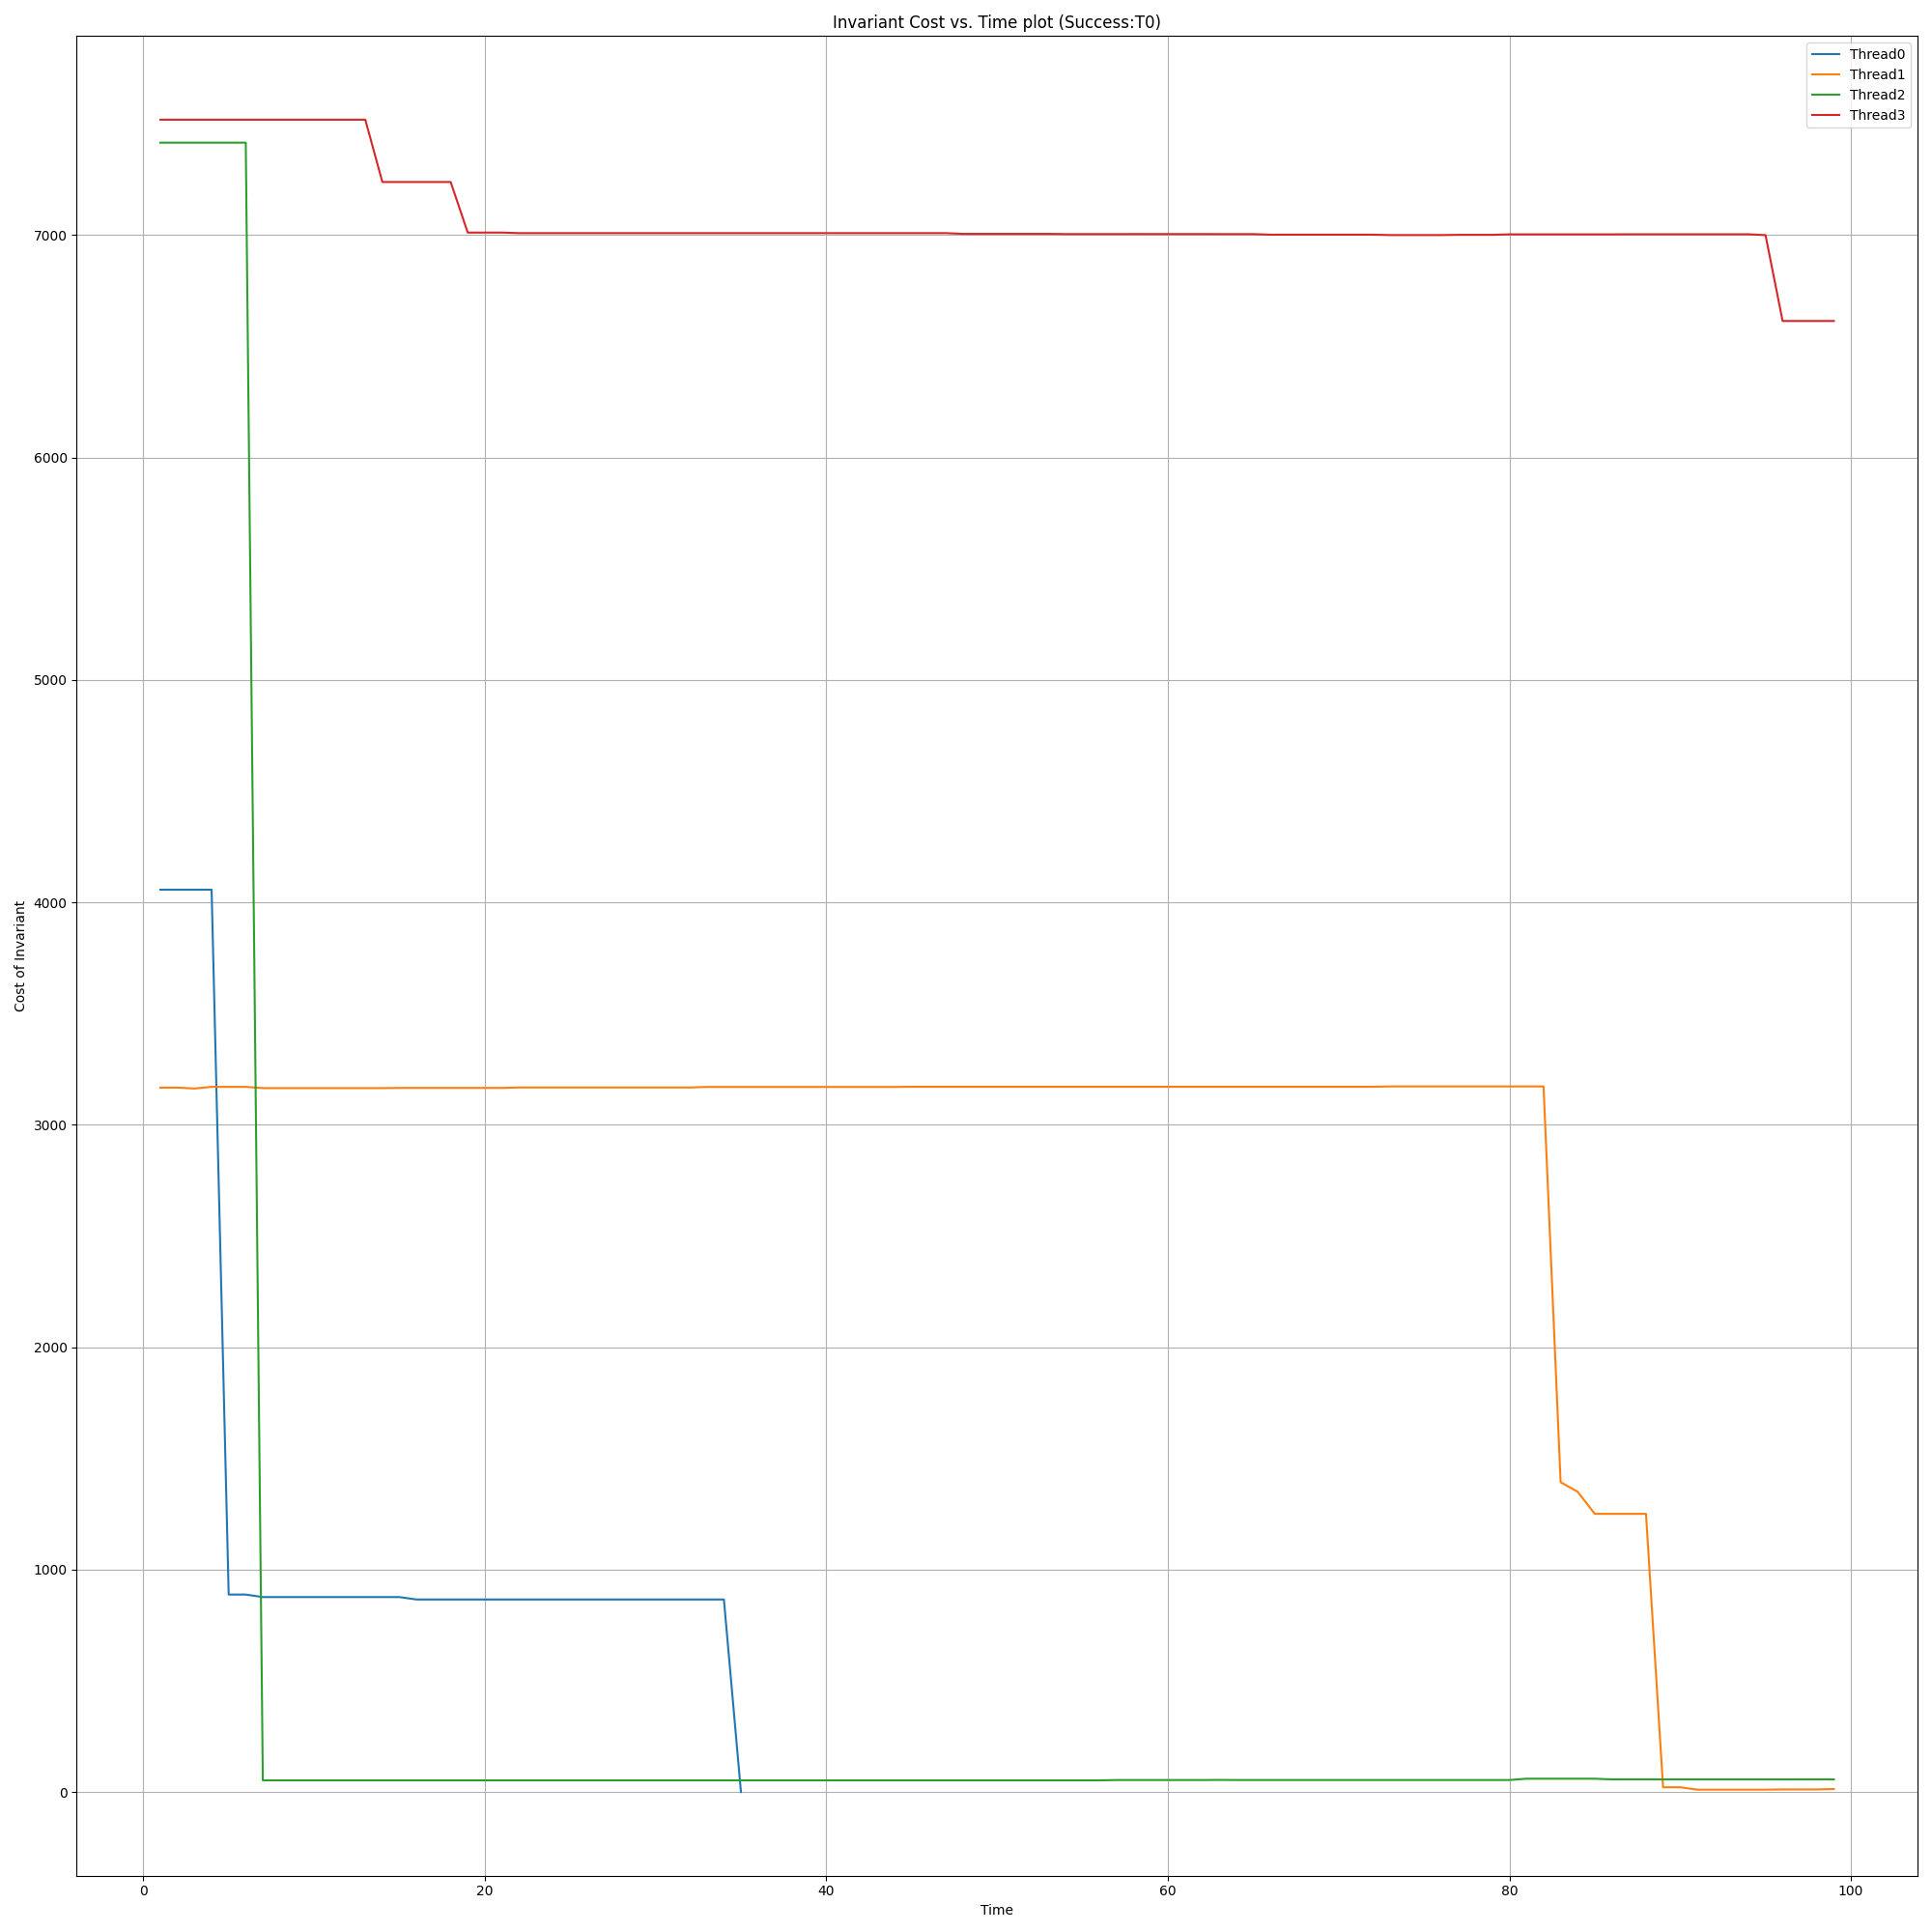 Invariant Cost vs. Time plot (Success:T0)
Thread0
Thread1
Thread2
Thread3
7000
6000
5000
4000
3000
2000
1000
0
Cost of Invariant
0 20 40 60 80 100
Time